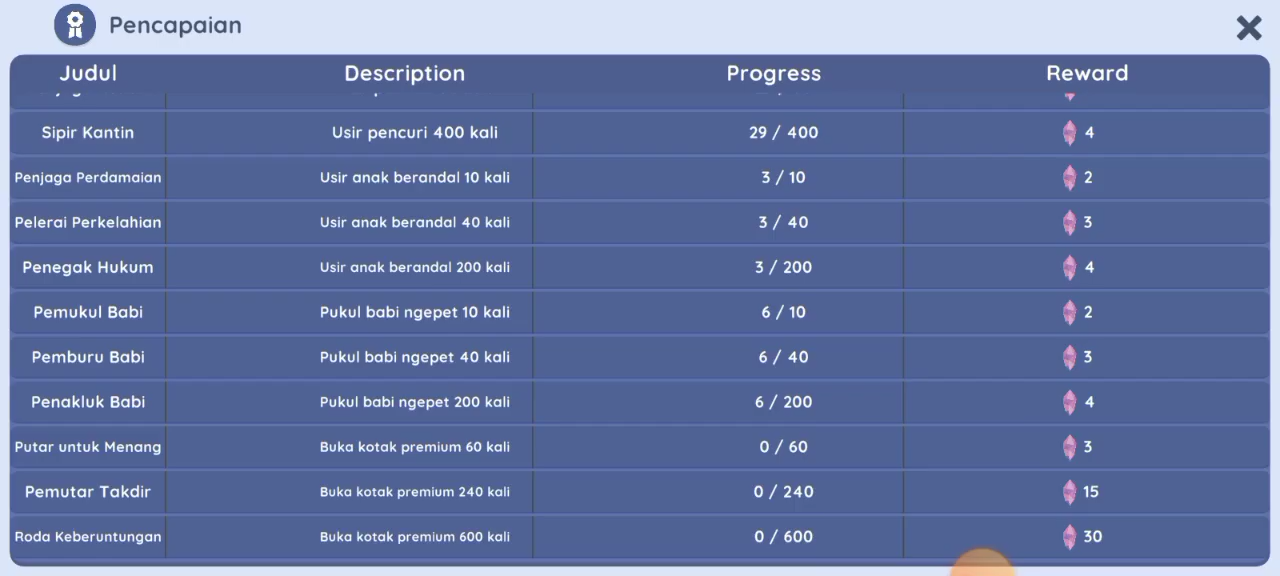 Pencapaian
Judul Description Progress Reward
Sipir Kantin Usir pencuri 400 kali 29 / 400 4
Penjaga Perdamaian Usir anak berandal 10 kali 3 / 10 2
Pelerai Perkelahian Usir anak berandal 40 kali 3 / 40 3
Penegak Hukum Usir anak berandal 200 kali 3 / 200 4
Pemukul Babi Pukul babi ngepet 10 kali 6 / 10 2
Pemburu Babi Pukul babi ngepet 40 kali 6 / 40 3
Penakluk Babi Pukul babi ngepet 200 kali 6 / 200 4
Putar untuk Menang Buka kotak premium 60 kali 0 / 60 3
Pemutar Takdir Buka kotak premium 240 kali 0 / 240 15
Roda Keberuntungan Buka kotak premium 600 kali 0 / 600 30